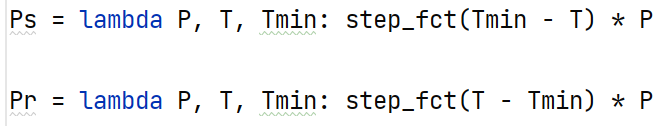 Ps = lambda P, T, Tmin: step_fct(Tmin - T) * P
Pr = lambda P, T, Tmin: step_fct(T - Tmin) * P